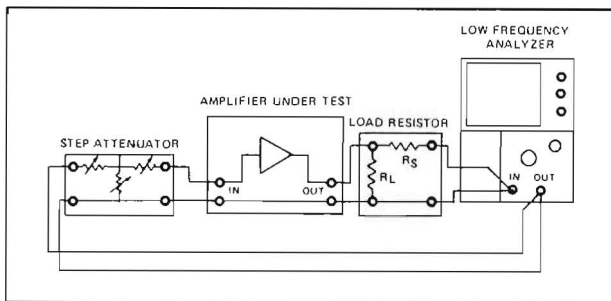 LOW FREQUENCY
ANALYZER
AMPLIFIER UNDER TEST
LOAD RESISTOR
STEP ATTENUATOR
RS
RL
IN
OUT
IN
OUT